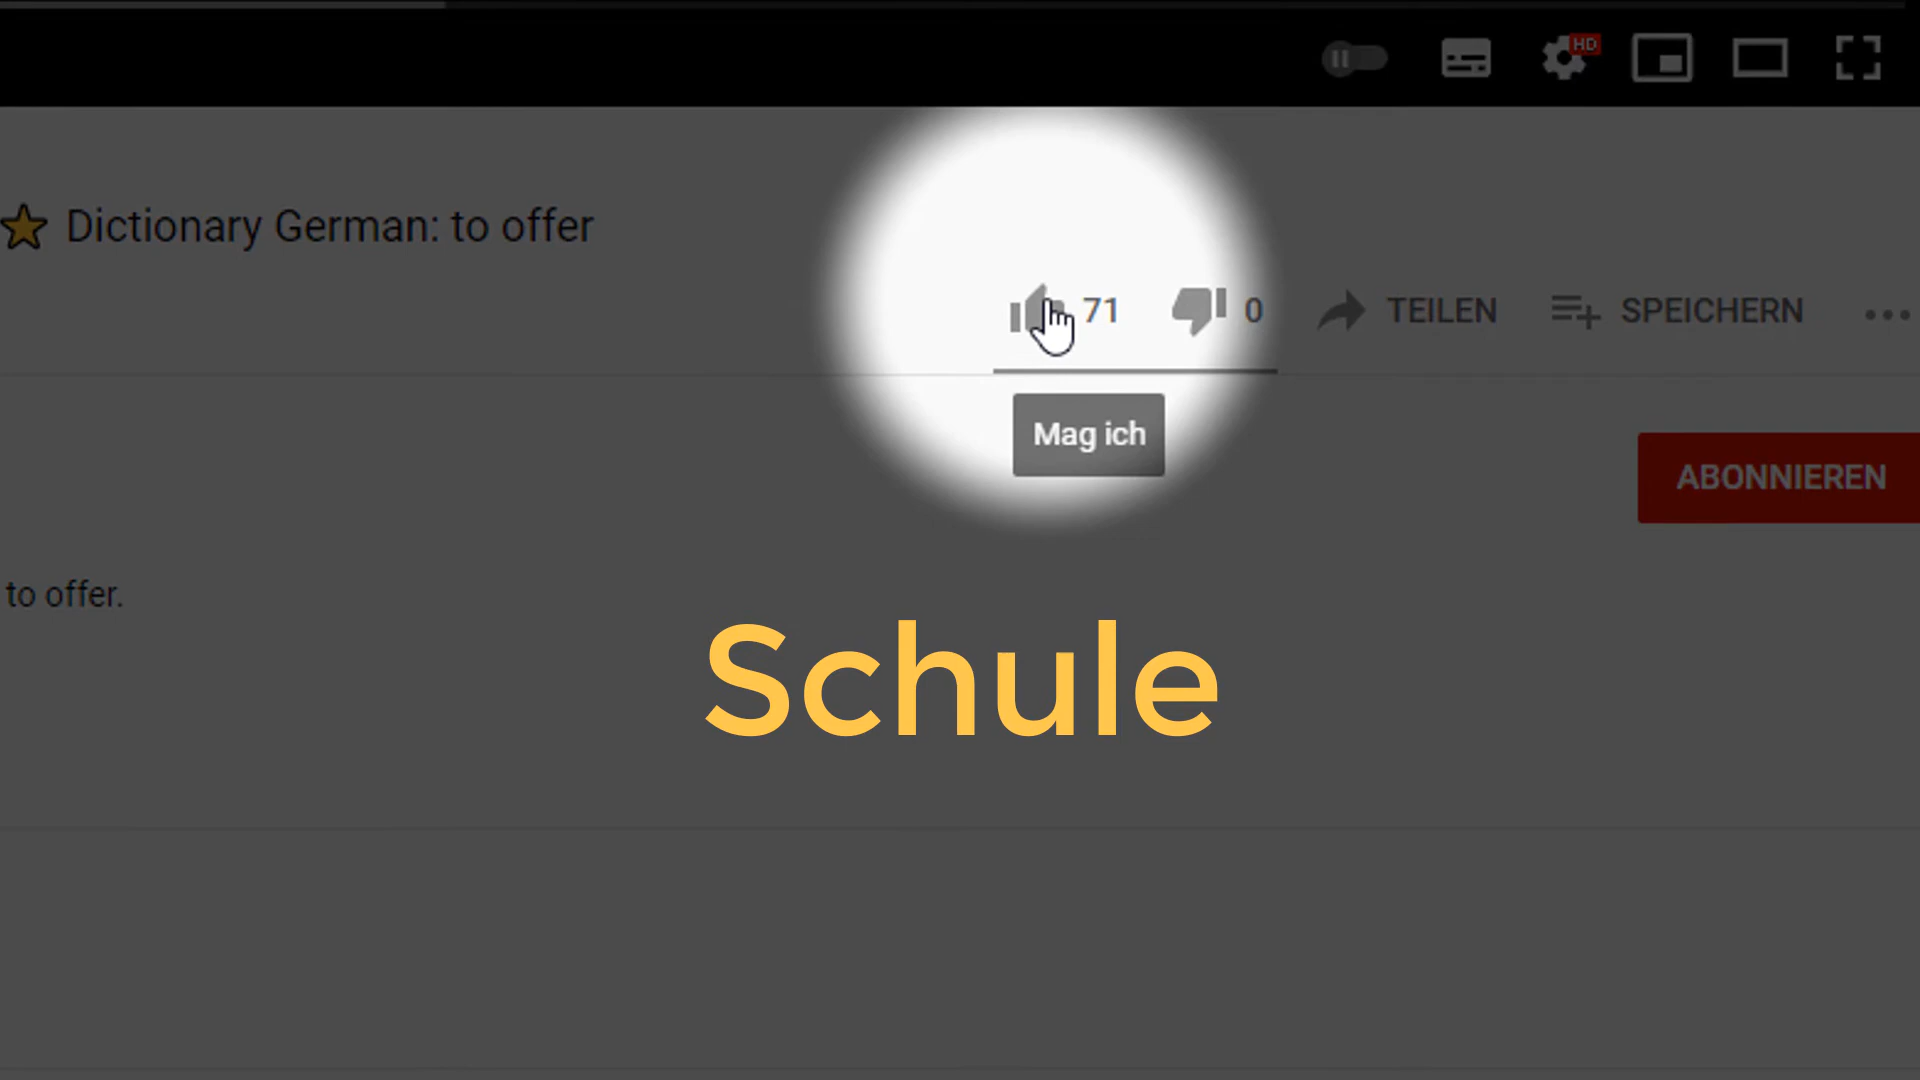 HD
Dictionary German: to offer
71 0 TEILEN SPEICHERN
Mag ich
ABONNIEREN
to offer.
Schule